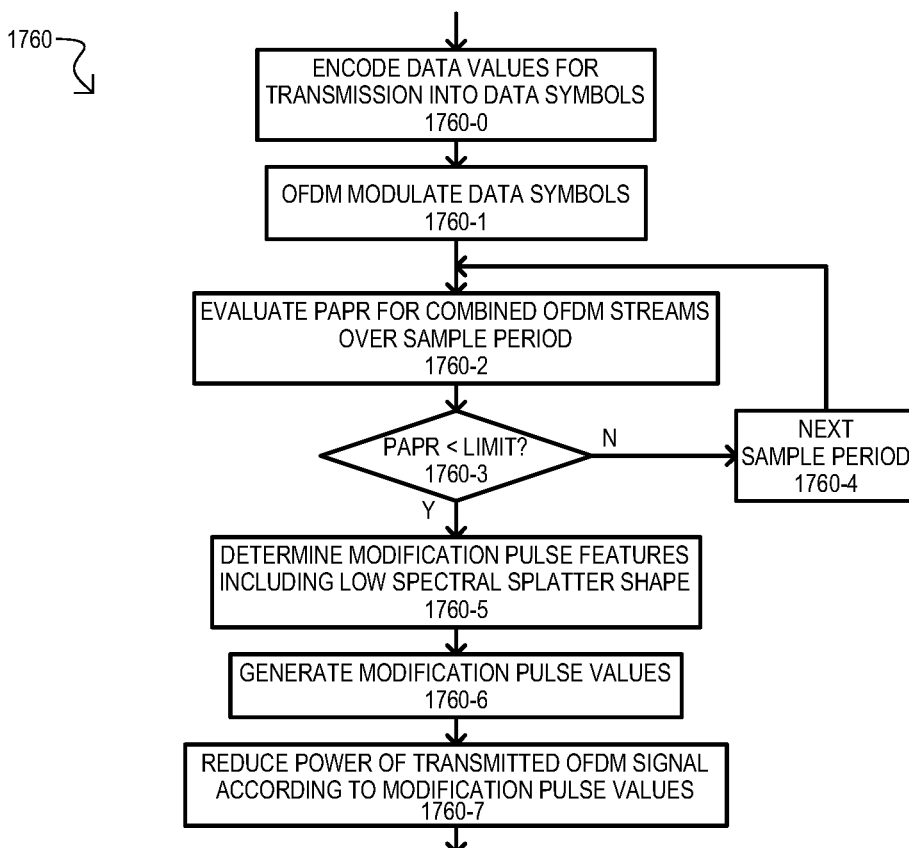 1760
ENCODE DATA VALUES FOR
TRANSMISSION INTO DATA SYMBOLS
1760-0
OFDM MODULATE DATA SYMBOLS
1760-1
EVALUATE PAPR FOR COMBINED OFDM STREAMS
OVER SAMPLE PERIOD
1760-2
PAPR < LIMIT?
1760-3
N
NEXT
SAMPLE PERIOD
1760-4
Y
DETERMINE MODIFICATION PULSE FEATURES
INCLUDING LOW SPECTRAL SPLATTER SHAPE
1760-5
GENERATE MODIFICATION PULSE VALUES
1760-6
REDUCE POWER OF TRANSMITTED OFDM SIGNAL
ACCORDING TO MODIFICATION PULSE VALUES
1760-7